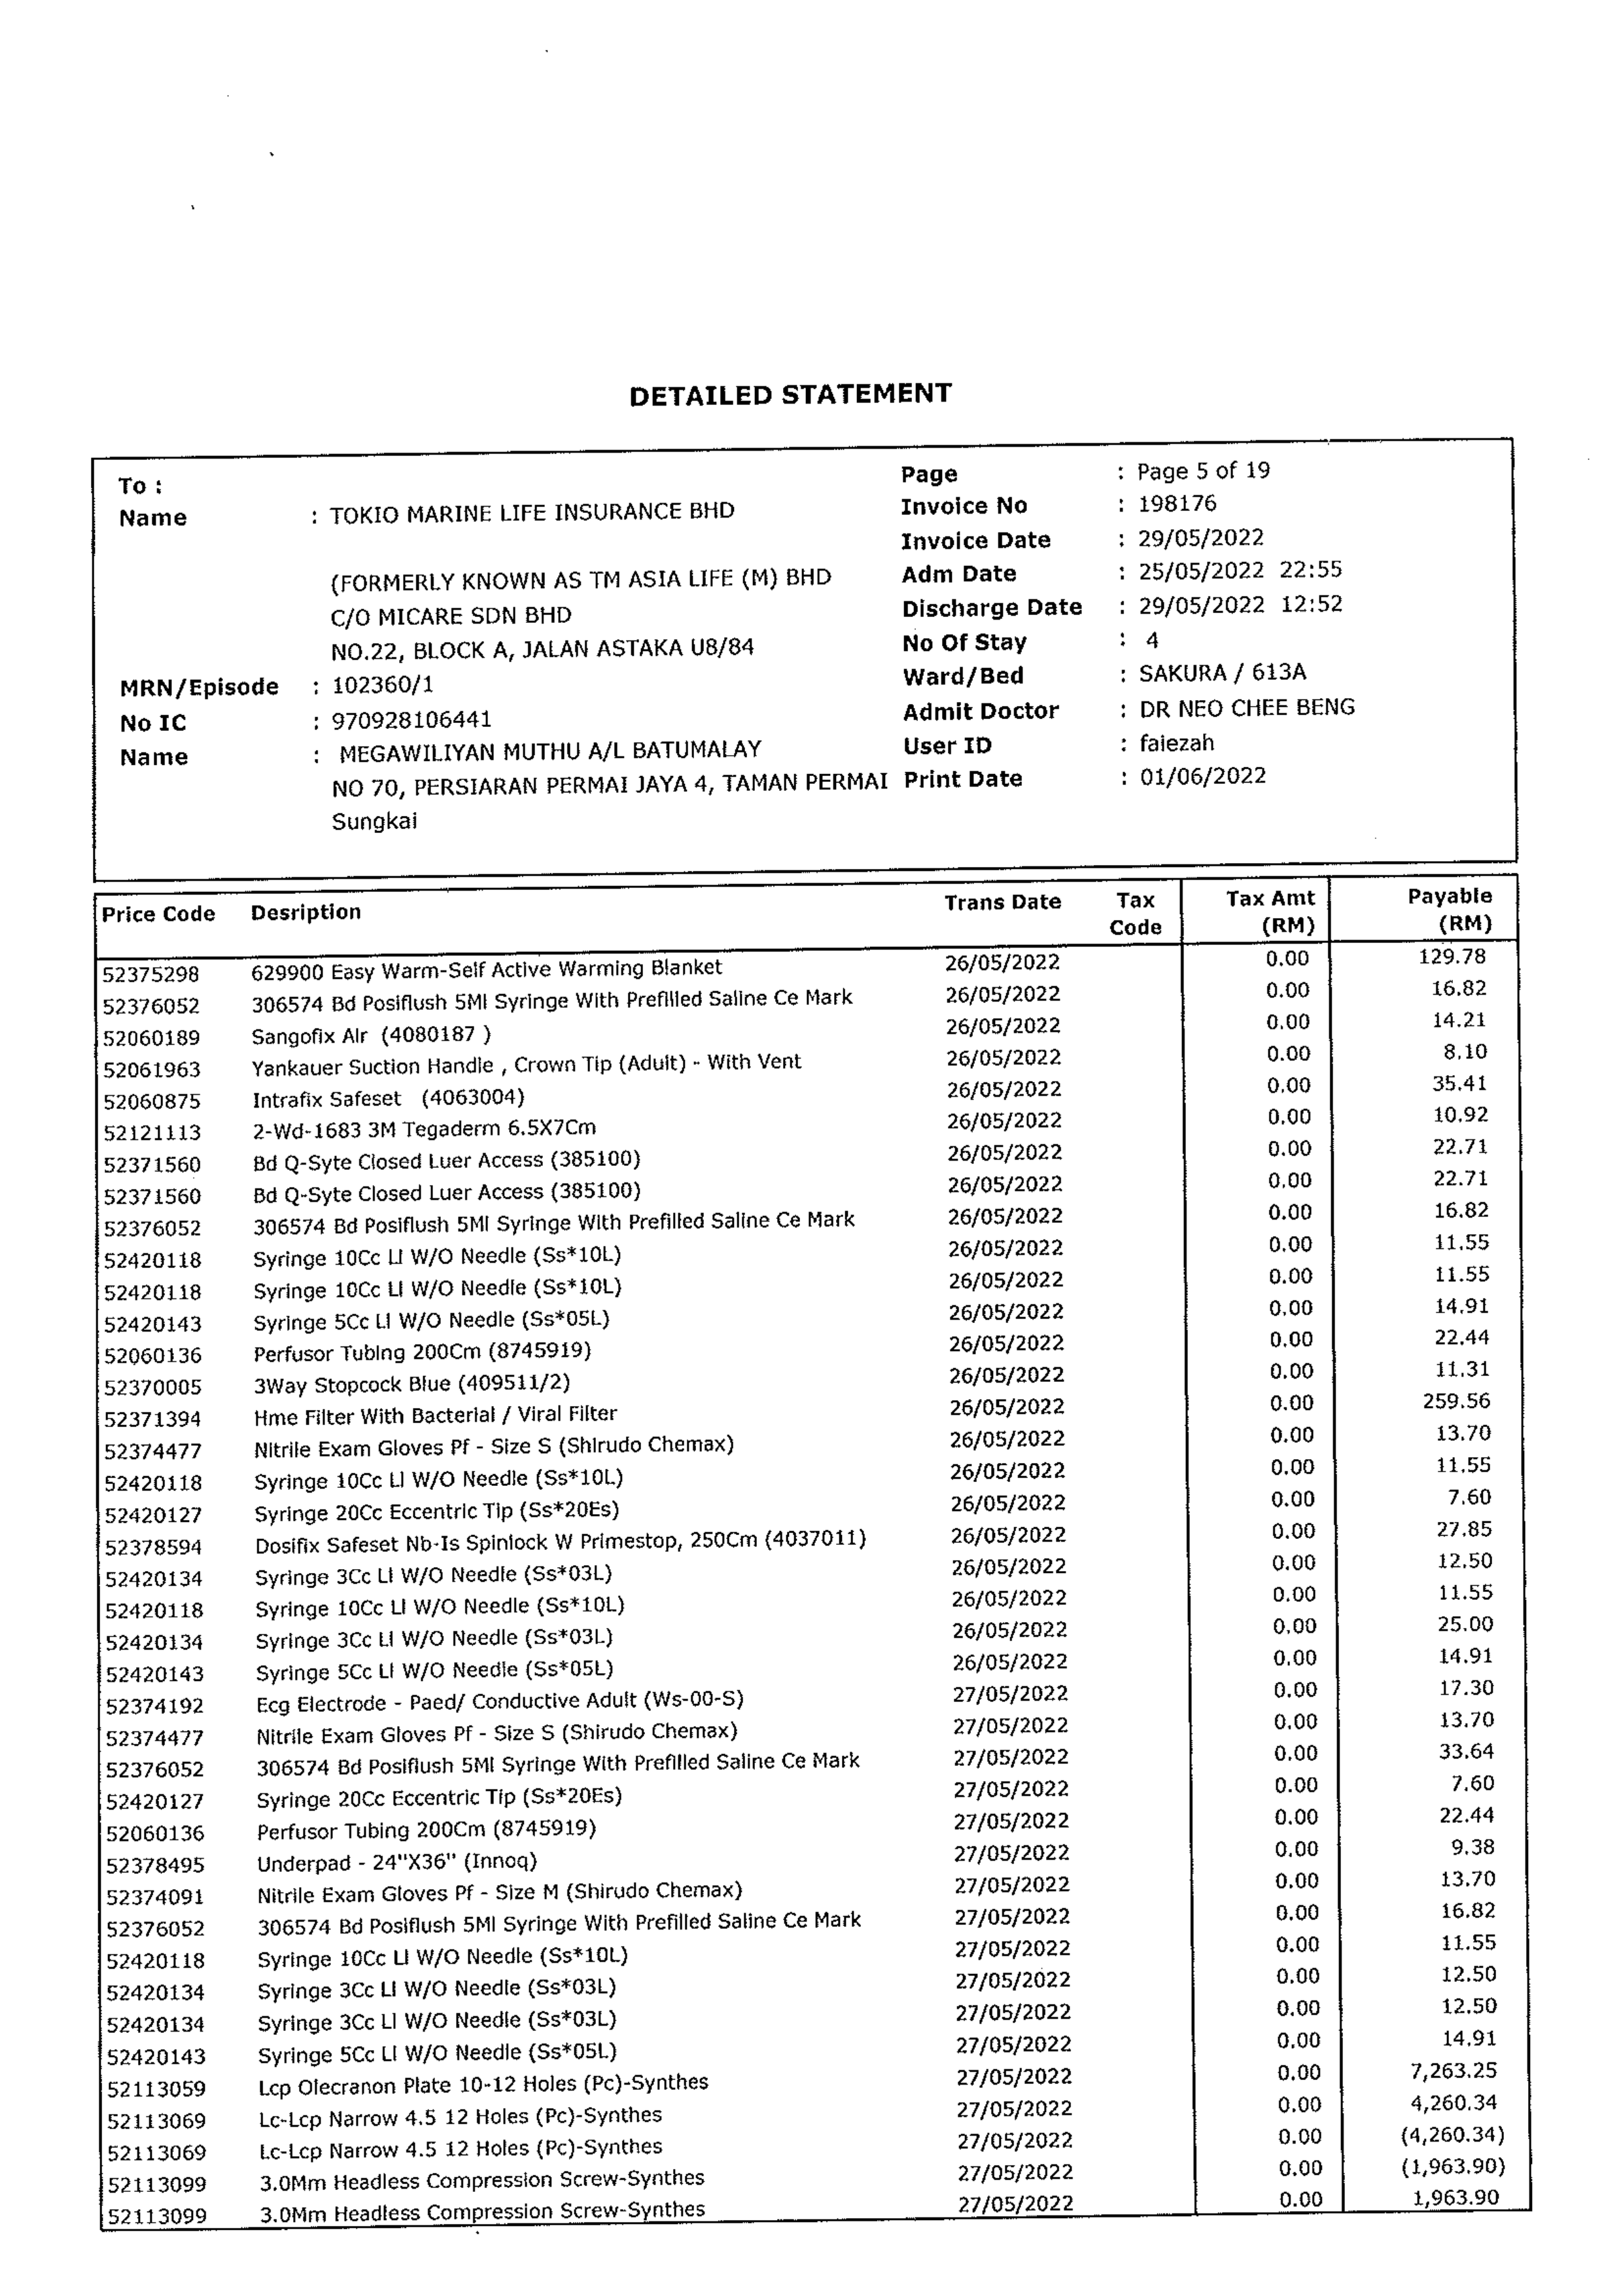 DETAILED STATEMENT
To :
Name : TOKIO MARINE LIFE INSURANCE BHD
(FORMERLY KNOWN AS TM ASIA LIFE (M) BHD
C/O MICARE SDN BHD
NO.22, BLOCK A, JALAN ASTAKA U8/84
MRN/Episode : 102360/1
No IC : 970928106441
Name : MEGAWILIYAN MUTHU A/L BATUMALAY
NO 70, PERSIARAN PERMAI JAYA 4, TAMAN PERMAI
Sungkai
Page : Page 5 of 19
Invoice No : 198176
Invoice Date : 29/05/2022
Adm Date : 25/05/2022 22:55
Discharge Date : 29/05/2022 12:52
No Of Stay : 4
Ward/Bed : SAKURA / 613A
Admit Doctor : DR NEO CHEE BENG
User ID : faiezah
Print Date : 01/06/2022
Price Code Desription Trans Date Tax Code Tax Amt (RM) Payable (RM)
52375298 629900 Easy Warm-Self Active Warming Blanket 26/05/2022 0.00 129.78
52376052 306574 Bd Posiflush 5Ml Syringe With Prefilled Saline Ce Mark 26/05/2022 0.00 16.82
52060189 Sangofix Air (4080187 ) 26/05/2022 0.00 14.21
52061963 Yankauer Suction Handle , Crown Tip (Adult) - With Vent 26/05/2022 0.00 8.10
52060875 Intrafix Safeset (4063004) 26/05/2022 0.00 35.41
52121113 2-Wd-1683 3M Tegaderm 6.5X7Cm 26/05/2022 0.00 10.92
52371560 Bd Q-Syte Closed Luer Access (385100) 26/05/2022 0.00 22.71
52371560 Bd Q-Syte Closed Luer Access (385100) 26/05/2022 0.00 22.71
52376052 306574 Bd Posiflush 5Ml Syringe With Prefilled Saline Ce Mark 26/05/2022 0.00 16.82
52420118 Syringe 10Cc Ll W/O Needle (Ss*10L) 26/05/2022 0.00 11.55
52420118 Syringe 10Cc Ll W/O Needle (Ss*10L) 26/05/2022 0.00 11.55
52420143 Syringe 5Cc Ll W/O Needle (Ss*05L) 26/05/2022 0.00 14.91
52060136 Perfusor Tubing 200Cm (8745919) 26/05/2022 0.00 22.44
52370005 3Way Stopcock Blue (409511/2) 26/05/2022 0.00 11.31
52371394 Hme Filter With Bacterial / Viral Filter 26/05/2022 0.00 259.56
52374477 Nitrile Exam Gloves Pf - Size S (Shirudo Chemax) 26/05/2022 0.00 13.70
52420118 Syringe 10Cc Ll W/O Needle (Ss*10L) 26/05/2022 0.00 11.55
52420127 Syringe 20Cc Eccentric Tip (Ss*20Es) 26/05/2022 0.00 7.60
52378594 Dosifix Safeset Nb-Is Spinlock W Primestop, 250Cm (4037011) 26/05/2022 0.00 27.85
52420134 Syringe 3Cc Ll W/O Needle (Ss*03L) 26/05/2022 0.00 12.50
52420118 Syringe 10Cc Ll W/O Needle (Ss*10L) 26/05/2022 0.00 11.55
52420134 Syringe 3Cc Ll W/O Needle (Ss*03L) 26/05/2022 0.00 25.00
52420143 Syringe 5Cc Ll W/O Needle (Ss*05L) 26/05/2022 0.00 14.91
52374192 Ecg Electrode - Paed/ Conductive Adult (Ws-00-S) 27/05/2022 0.00 17.30
52374477 Nitrile Exam Gloves Pf - Size S (Shirudo Chemax) 27/05/2022 0.00 13.70
52376052 306574 Bd Posiflush 5Ml Syringe With Prefilled Saline Ce Mark 27/05/2022 0.00 33.64
52420127 Syringe 20Cc Eccentric Tip (Ss*20Es) 27/05/2022 0.00 7.60
52060136 Perfusor Tubing 200Cm (8745919) 27/05/2022 0.00 22.44
52378495 Underpad - 24"X36" (Innoq) 27/05/2022 0.00 9.38
52374091 Nitrile Exam Gloves Pf - Size M (Shirudo Chemax) 27/05/2022 0.00 13.70
52376052 306574 Bd Posiflush 5Ml Syringe With Prefilled Saline Ce Mark 27/05/2022 0.00 16.82
52420118 Syringe 10Cc Ll W/O Needle (Ss*10L) 27/05/2022 0.00 11.55
52420134 Syringe 3Cc Ll W/O Needle (Ss*03L) 27/05/2022 0.00 12.50
52420134 Syringe 3Cc Ll W/O Needle (Ss*03L) 27/05/2022 0.00 12.50
52420143 Syringe 5Cc Ll W/O Needle (Ss*05L) 27/05/2022 0.00 14.91
52113059 Lcp Olecranon Plate 10-12 Holes (Pc)-Synthes 27/05/2022 0.00 7,263.25
52113069 Lc-Lcp Narrow 4.5 12 Holes (Pc)-Synthes 27/05/2022 0.00 4,260.34
52113069 Lc-Lcp Narrow 4.5 12 Holes (Pc)-Synthes 27/05/2022 0.00 (4,260.34)
52113099 3.0Mm Headless Compression Screw-Synthes 27/05/2022 0.00 (1,963.90)
52113099 3.0Mm Headless Compression Screw-Synthes 27/05/2022 0.00 1,963.90